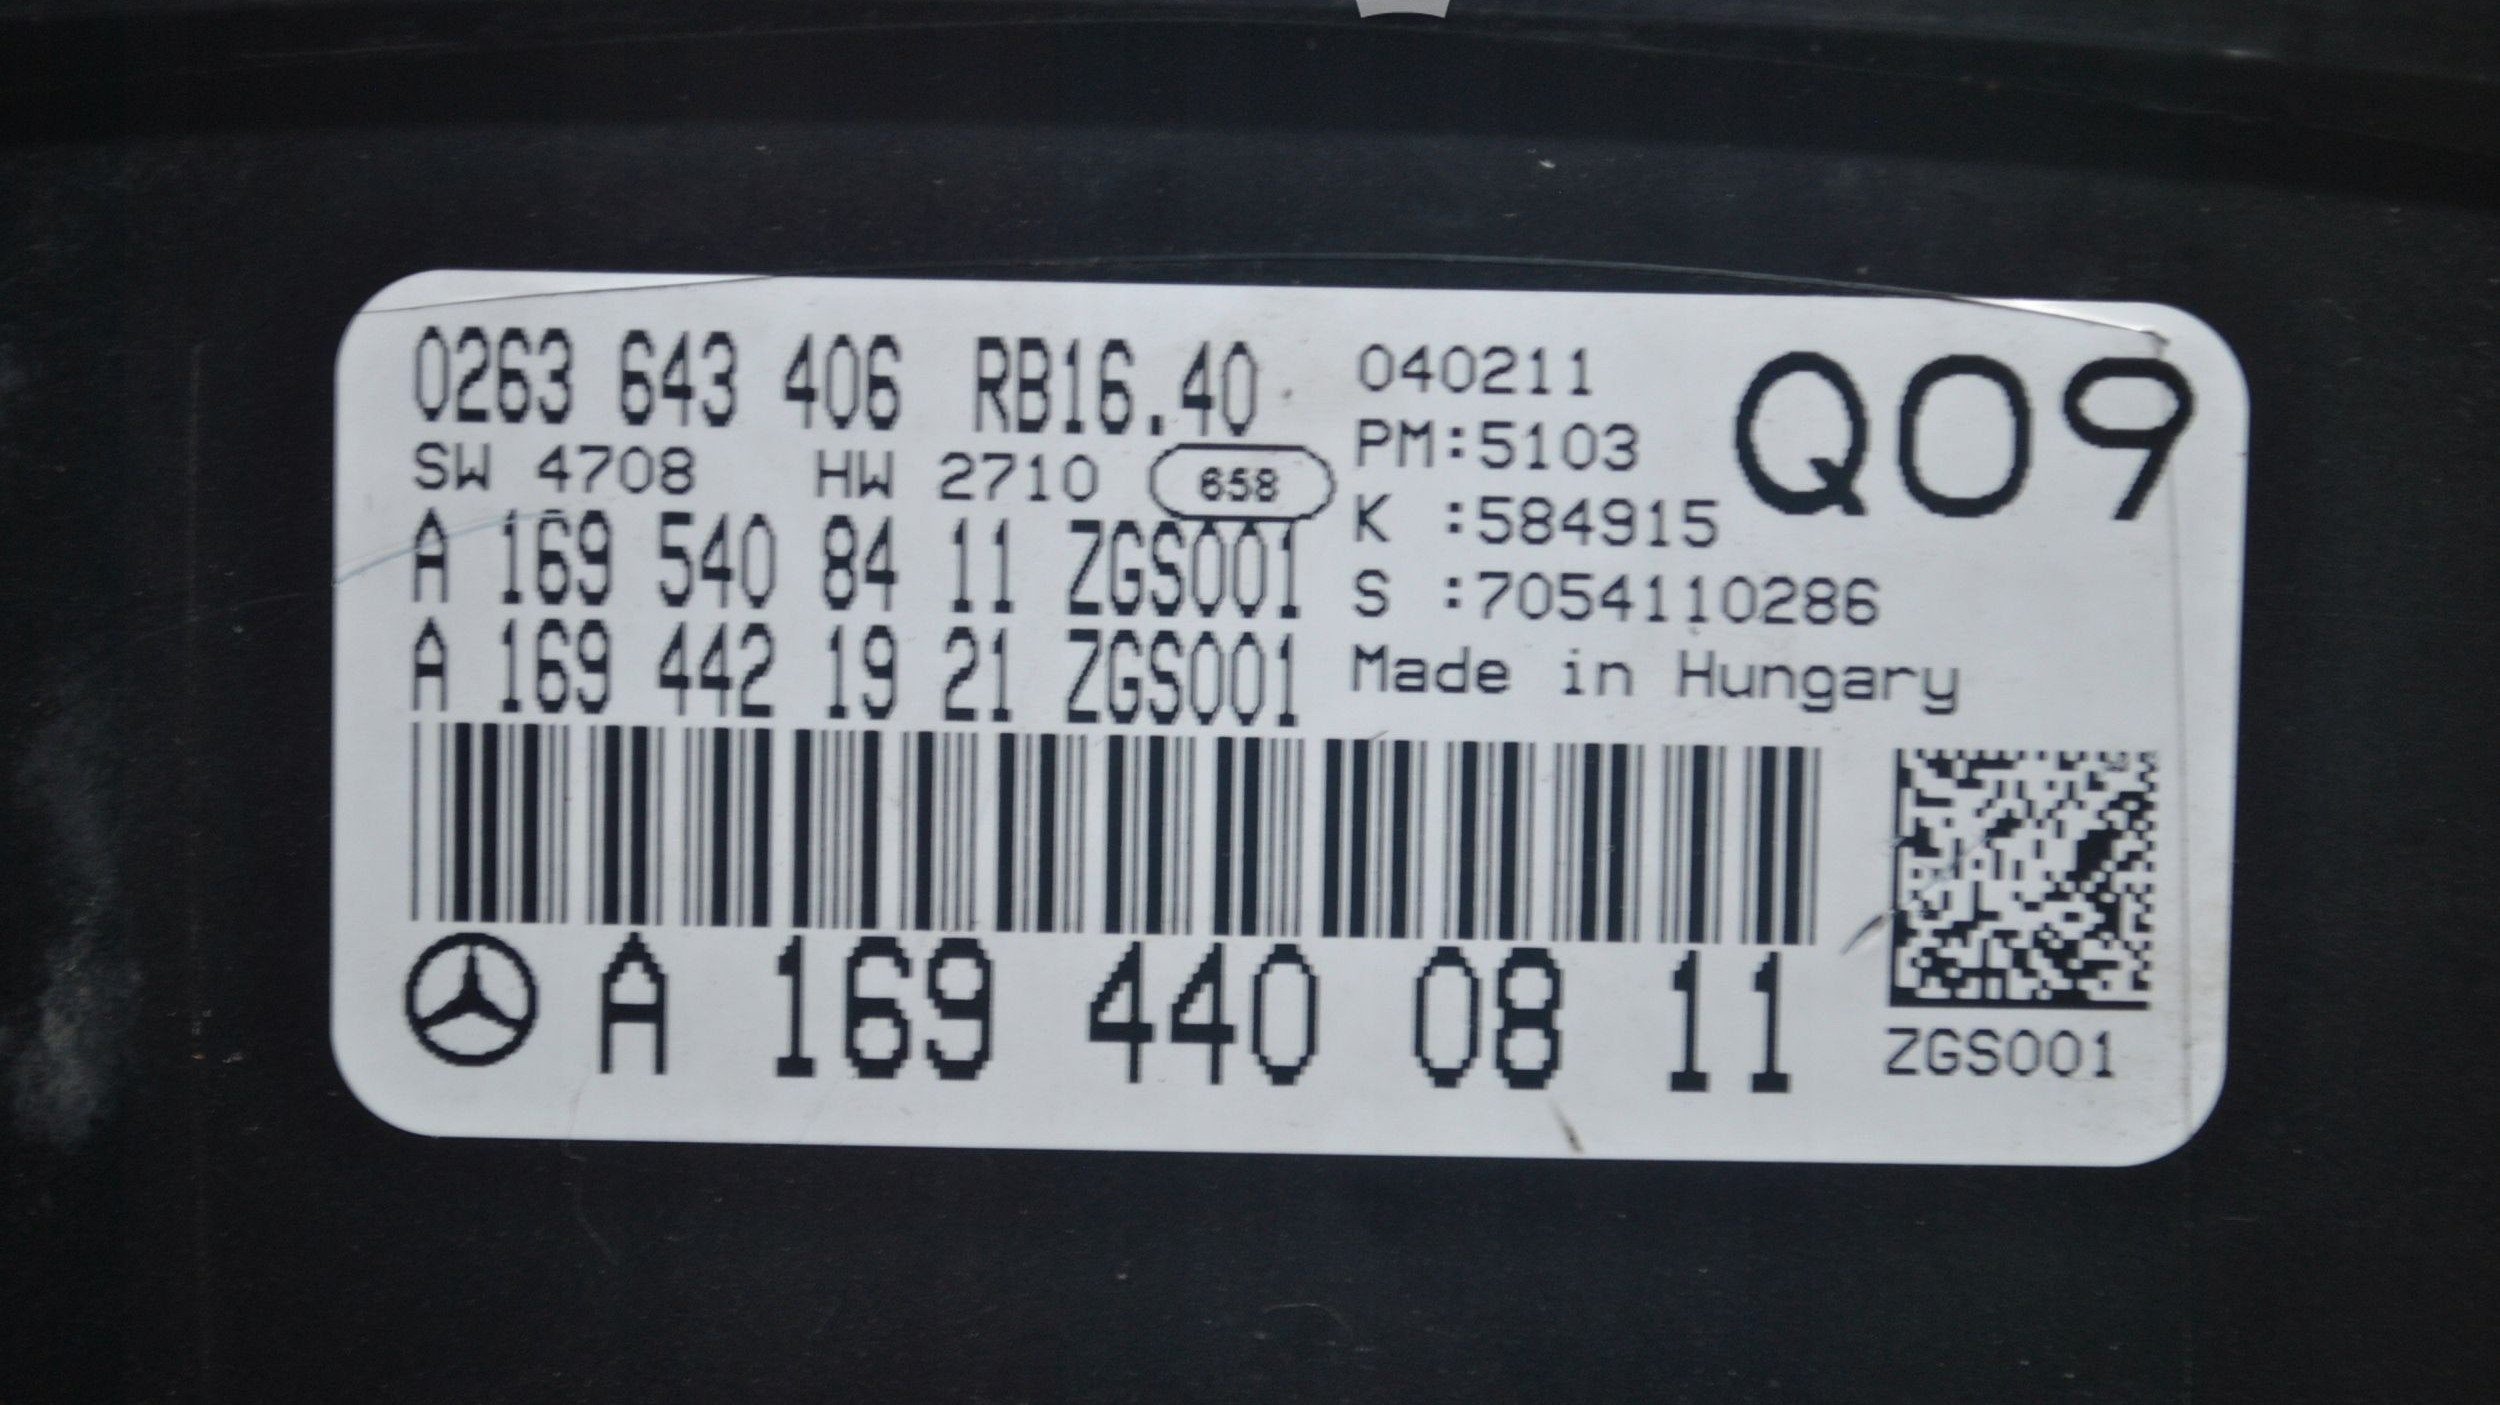 0263 643 406 RB16.40
SW 4708 HW 2710 658
A 169 540 84 11 ZGS001
A 169 442 19 21 ZGS001
040211
PM:5103
K :584915
S :7054110286
Made in Hungary
Q09
A 169 440 08 11
ZGS001